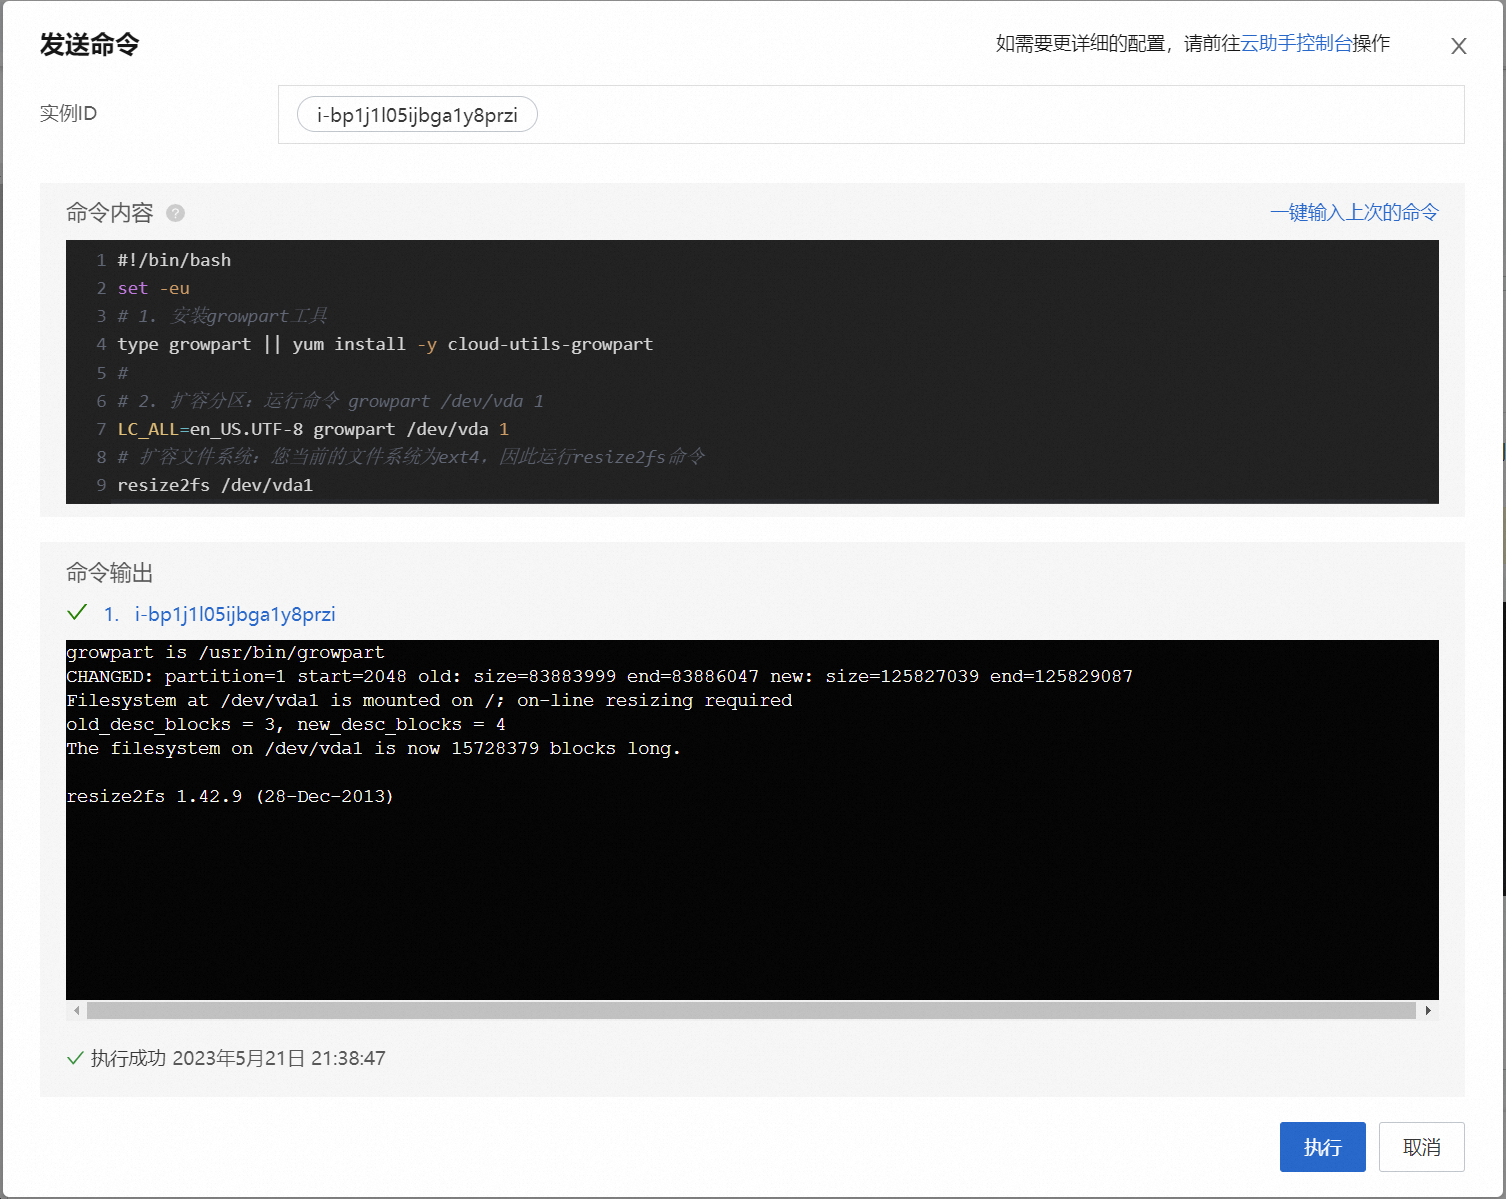 发送命令
如需要更详细的配置，请前往云助手控制台操作
实例ID
i-bp1j1l05ijbga1y8przi
命令内容 ?
一键输入上次的命令
1 #!/bin/bash
2 set -eu
3 # 1. 安装growpart工具
4 type growpart || yum install -y cloud-utils-growpart
5 #
6 # 2. 扩容分区：运行命令 growpart /dev/vda 1
7 LC_ALL=en_US.UTF-8 growpart /dev/vda 1
8 # 扩容文件系统：您当前的文件系统为ext4，因此运行resize2fs命令
9 resize2fs /dev/vda1
命令输出
1. i-bp1j1l05ijbga1y8przi
growpart is /usr/bin/growpart
CHANGED: partition=1 start=2048 old: size=83883999 end=83886047 new: size=125827039 end=125829087
Filesystem at /dev/vda1 is mounted on /; on-line resizing required
old_desc_blocks = 3, new_desc_blocks = 4
The filesystem on /dev/vda1 is now 15728379 blocks long.
resize2fs 1.42.9 (28-Dec-2013)
执行成功 2023年5月21日 21:38:47
执行
取消